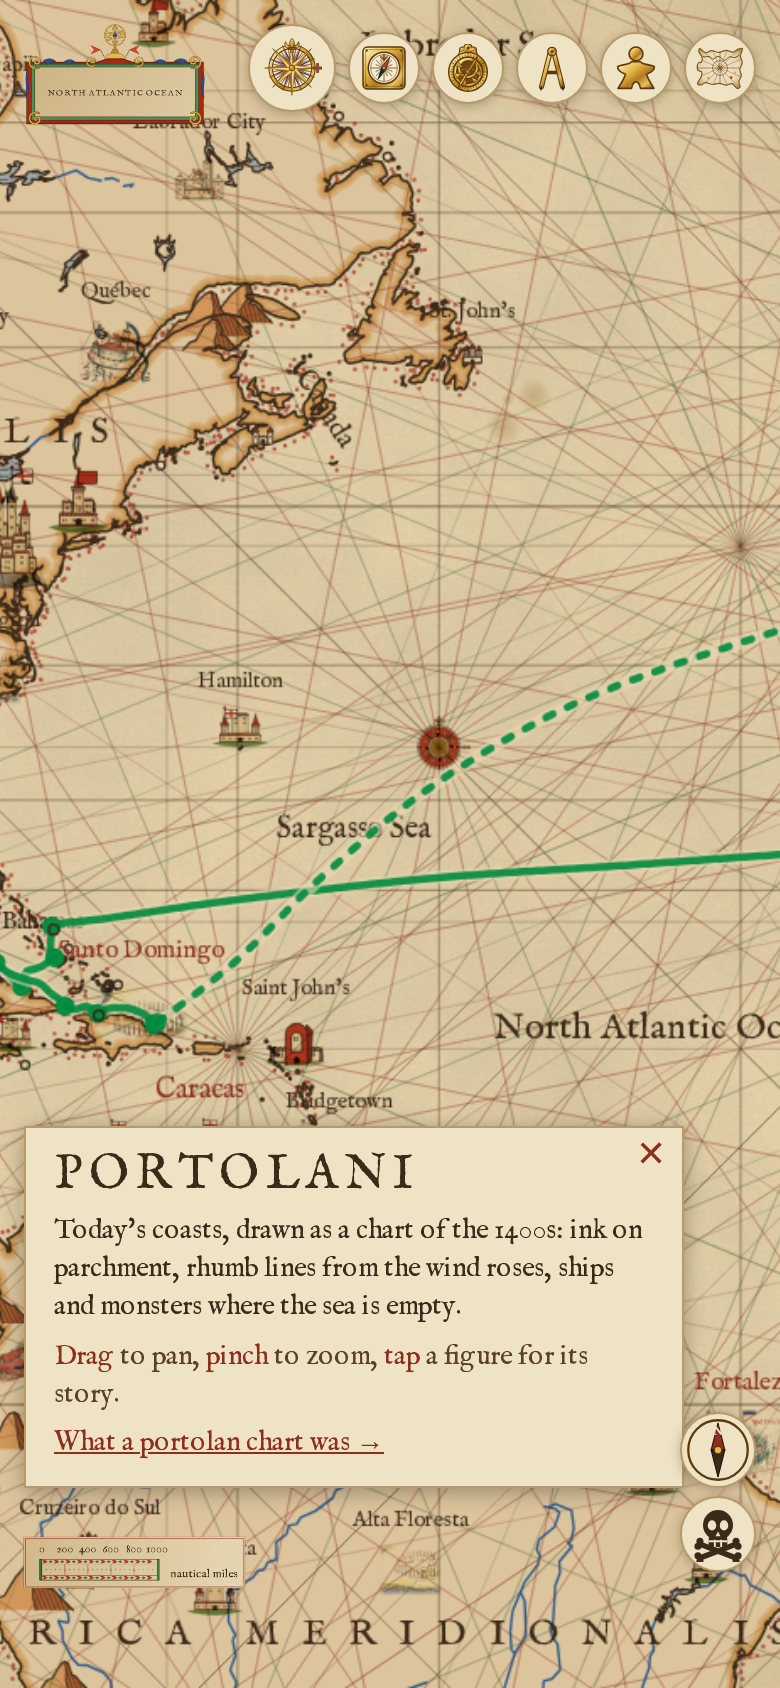 Labrador S
NORTH ATLANTIC OCEAN
Labrador City
Québec
St. John's
L I S
Hamilton
Sargasso Sea
Santo Domingo
Saint John's
North Atlantic Oc
Caracas
Bridgetown
PORTOLANI
Today's coasts, drawn as a chart of the 1400s: ink on
parchment, rhumb lines from the wind roses, ships
and monsters where the sea is empty.
Drag to pan, pinch to zoom, tap a figure for its
story.
What a portolan chart was →
Fortalez
Cruzeiro do Sul
Alta Floresta
0 200 400 600 800 1000
nautical miles
RICA MERIDIONALIS